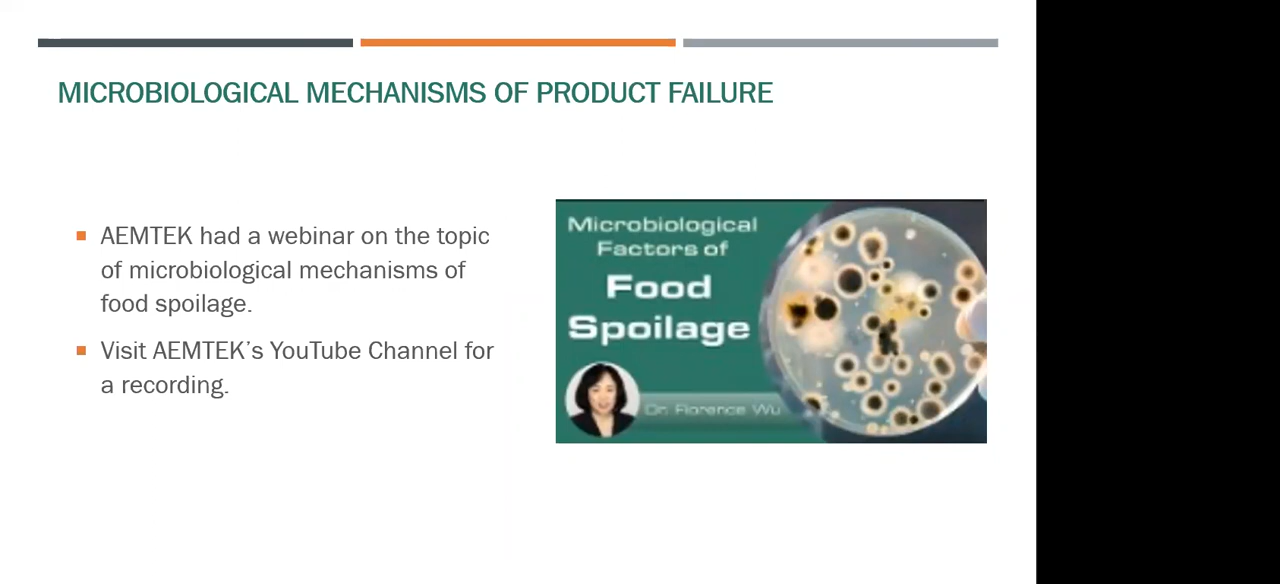 MICROBIOLOGICAL MECHANISMS OF PRODUCT FAILURE
AEMTEK had a webinar on the topic
of microbiological mechanisms of
food spoilage.
Visit AEMTEK’s YouTube Channel for
a recording.
Microbiological
Factors of
Food
Spoilage
Dr. Florence Wu